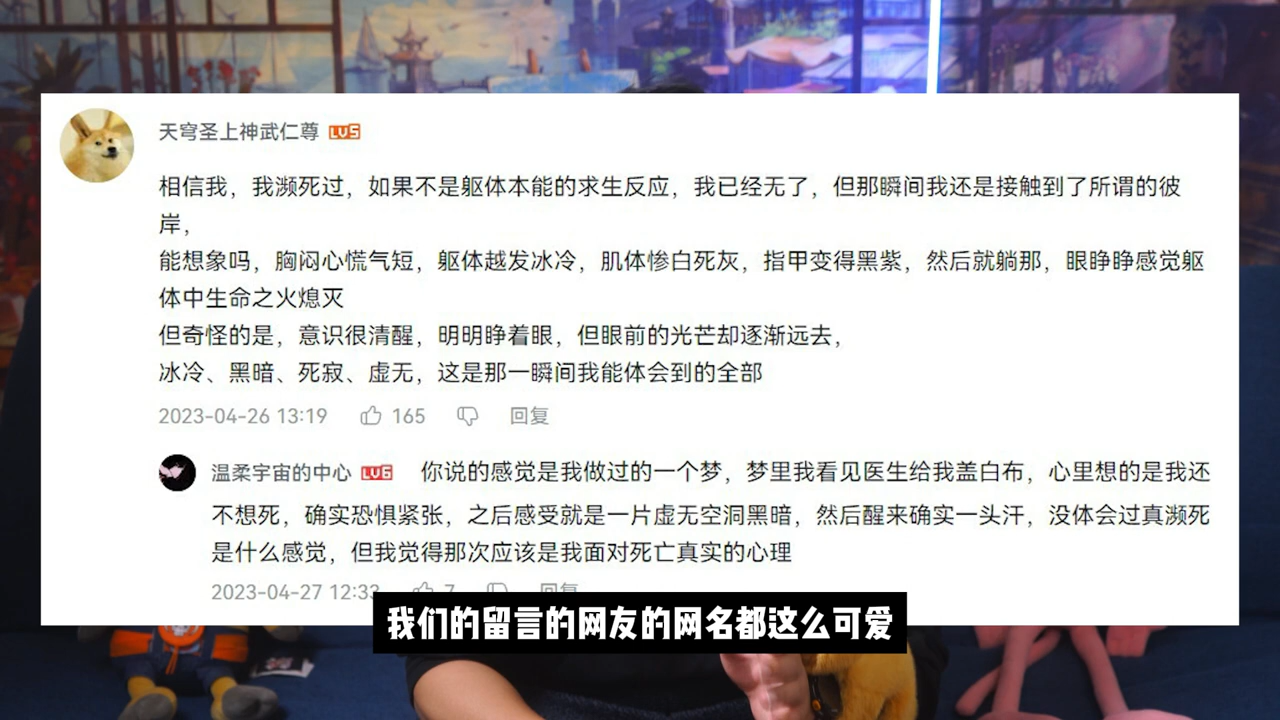 天穹圣上神武仁尊 LV5
相信我，我濒死过，如果不是躯体本能的求生反应，我已经无了，但那瞬间我还是接触到了所谓的彼
岸，
能想象吗，胸闷心慌气短，躯体越发冰冷，肌体惨白死灰，指甲变得黑紫，然后就躺那，眼睁睁感觉躯
体中生命之火熄灭
但奇怪的是，意识很清醒，明明睁着眼，但眼前的光芒却逐渐远去，
冰冷、黑暗、死寂、虚无，这是那一瞬间我能体会到的全部
2023-04-26 13:19 165 回复
温柔宇宙的中心 LV6 你说的感觉是我做过的一个梦，梦里我看见医生给我盖白布，心里想的是我还
不想死，确实恐惧紧张，之后感受就是一片虚无空洞黑暗，然后醒来确实一头汗，没体会过真濒死
是什么感觉，但我觉得那次应该是我面对死亡真实的心理
2023-04-27 12:33 7 回复
我们的留言的网友的网名都这么可爱